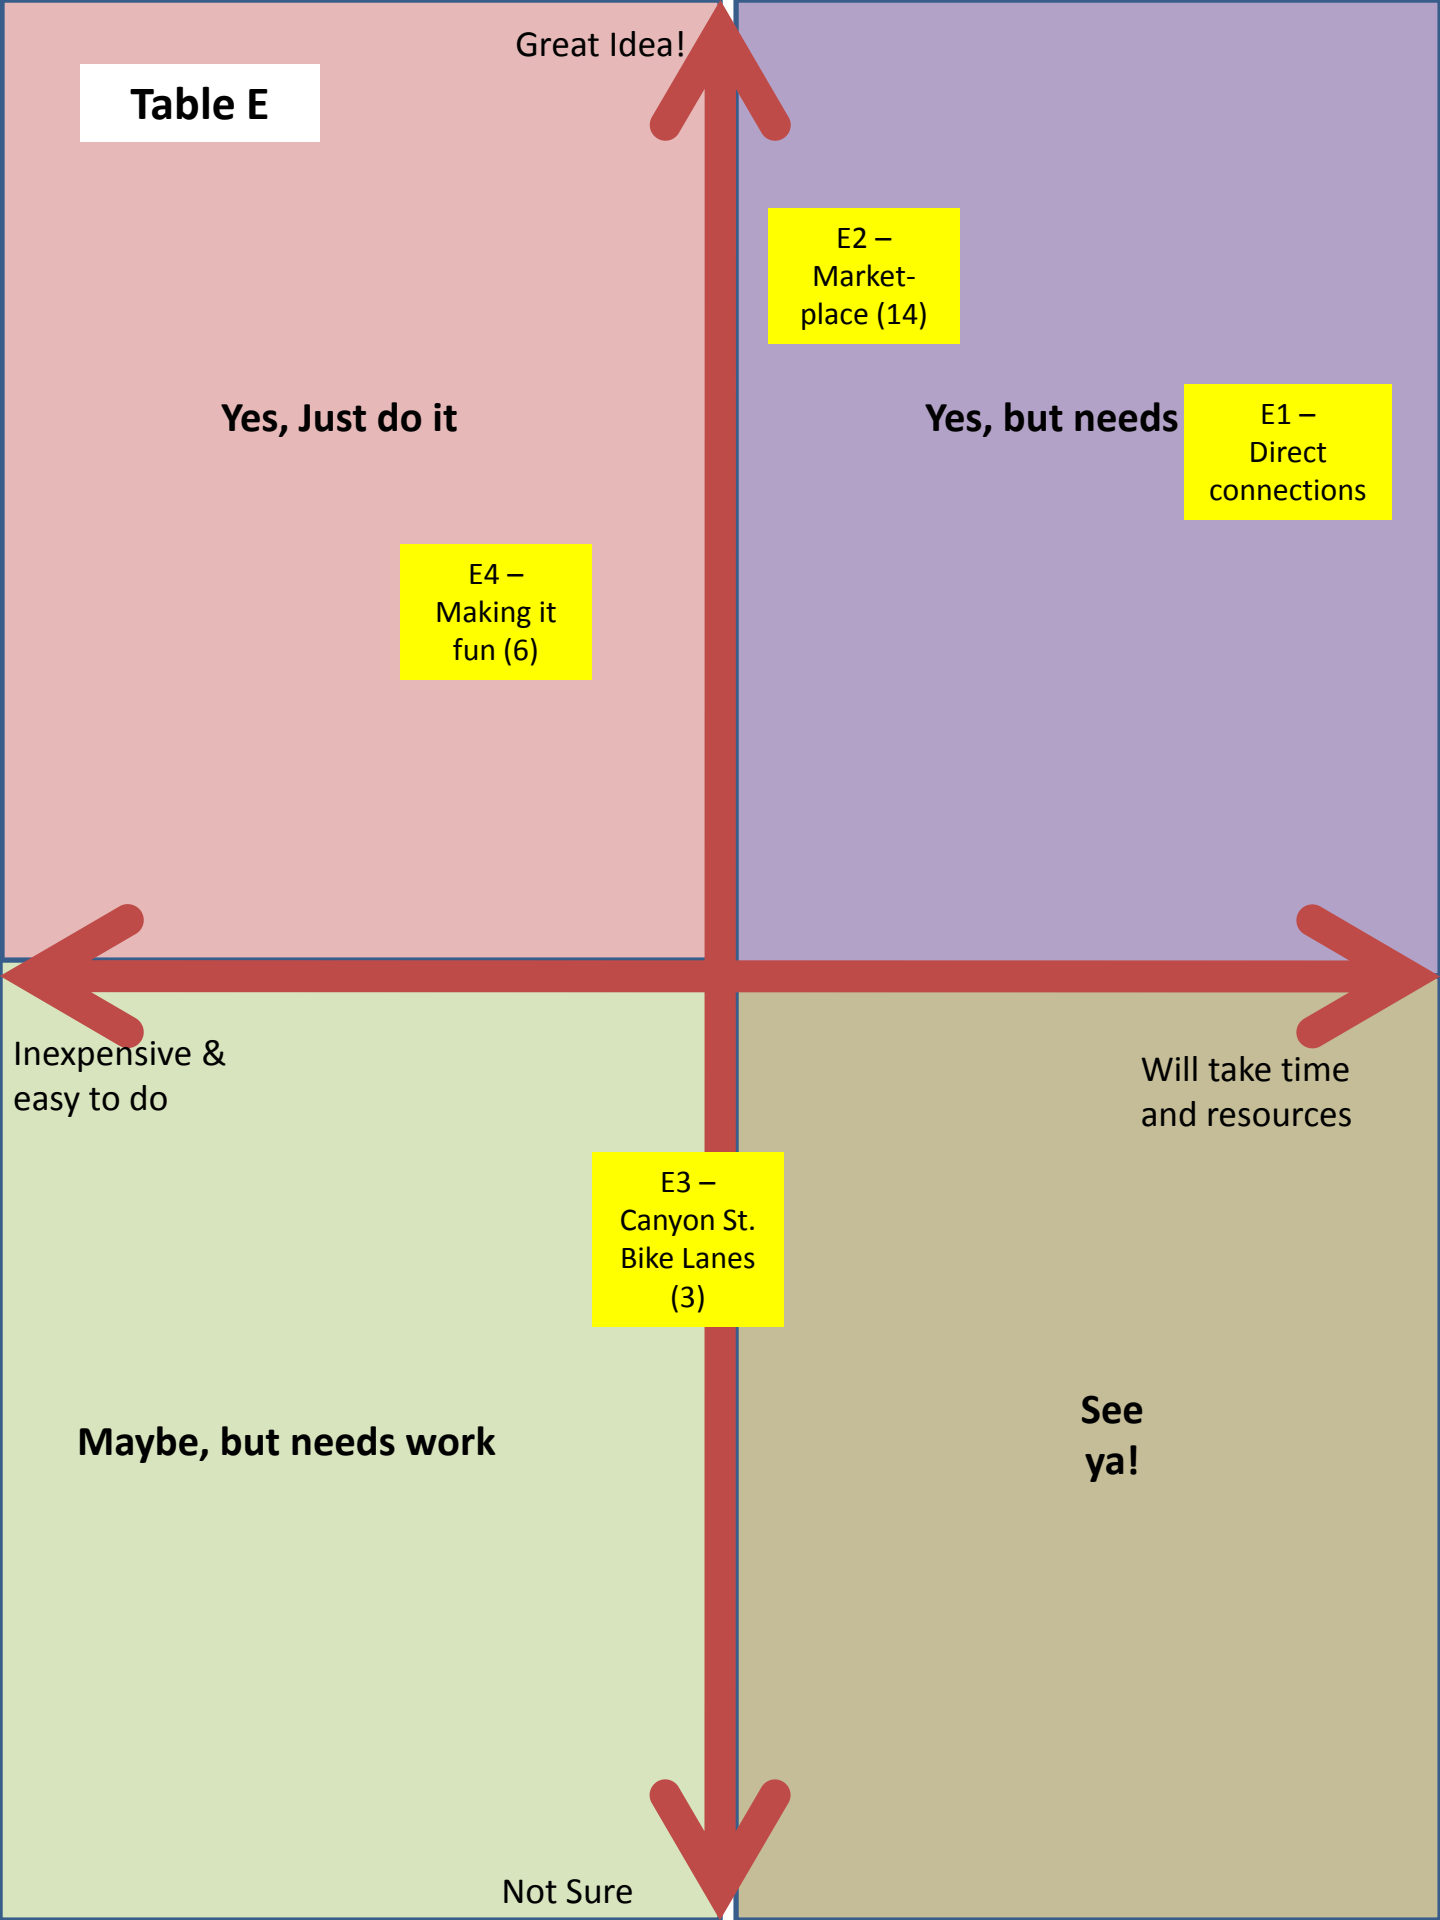 Great Idea!
Table E
E2 –
Market-
place (14)
Yes, Just do it
Yes, but needs
E1 –
Direct
connections
E4 –
Making it
fun (6)
Inexpensive &
easy to do
Will take time
and resources
E3 –
Canyon St.
Bike Lanes
(3)
Maybe, but needs work
See
ya!
Not Sure